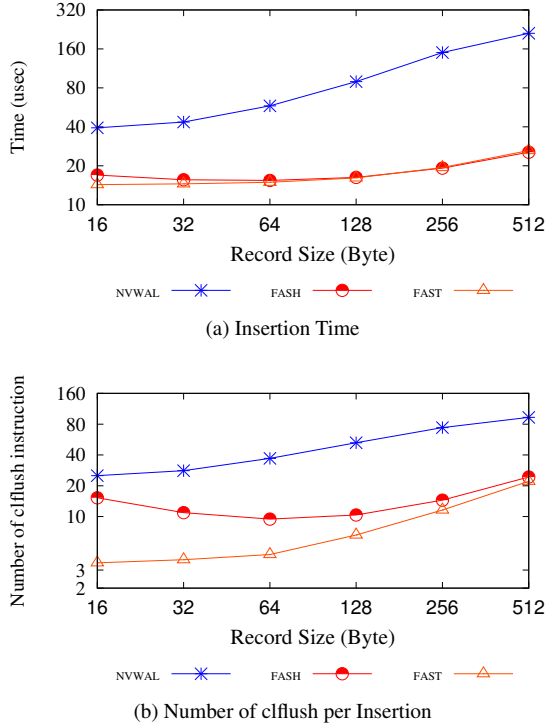 320
160
80
40
20
10
Time (usec)
16 32 64 128 256 512
Record Size (Byte)
NVWAL FASH FAST
(a) Insertion Time
160
80
40
20
10
3
2
Number of clflush instruction
16 32 64 128 256 512
Record Size (Byte)
NVWAL FASH FAST
(b) Number of clflush per Insertion